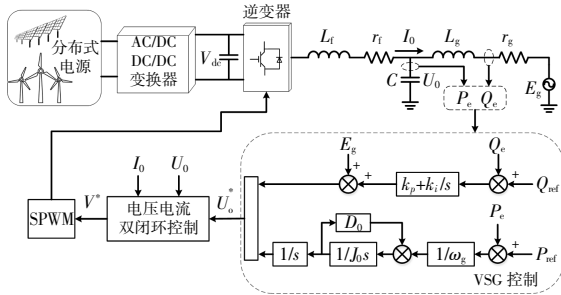 逆变器
分布式
电源
AC/DC
DC/DC
变换器
V_dc
L_f
r_f
I_0
L_g
r_g
C
U_0
P_e Q_e
E_g
I_0
U_0
E_g
Q_e
+
+
k_p+k_i/s
+
Q_ref
SPWM
V*
电压电流
双闭环控制
U_o^*
D_0
P_e
1/s
1/J_0s
1/ω_g
+
P_ref
VSG 控制